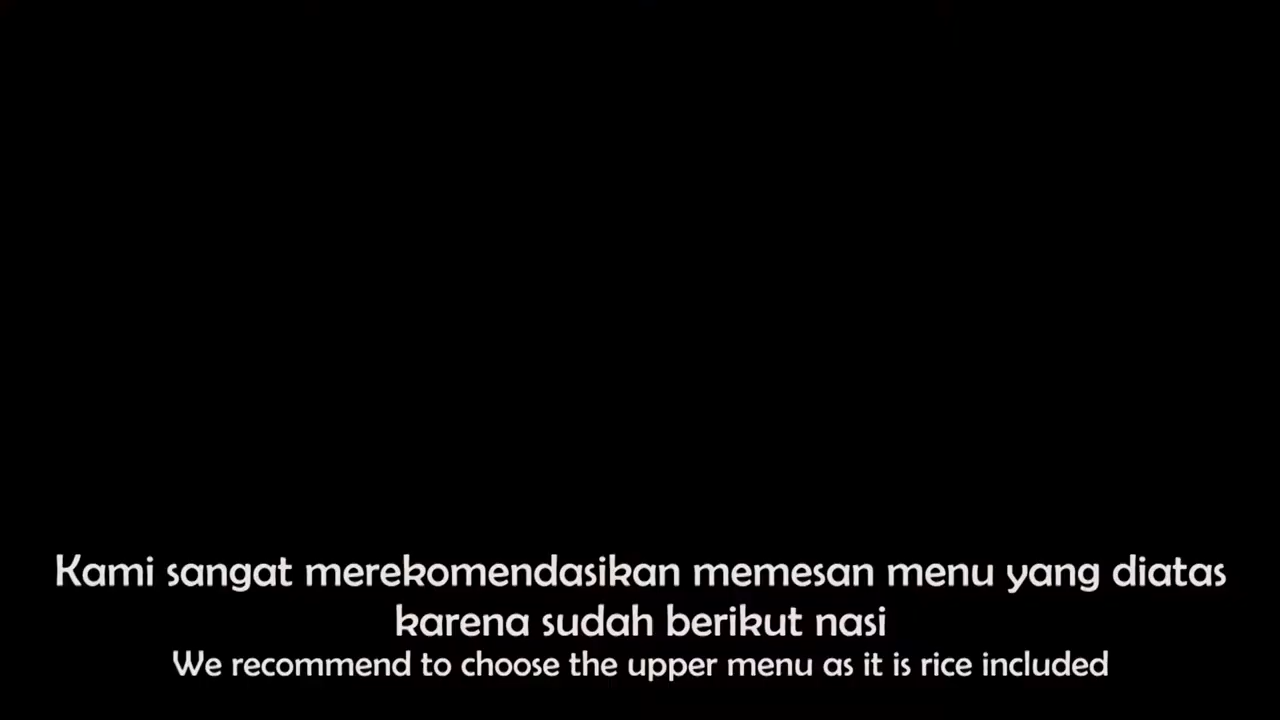 Kami sangat merekomendasikan memesan menu yang diatas
karena sudah berikut nasi
We recommend to choose the upper menu as it is rice included